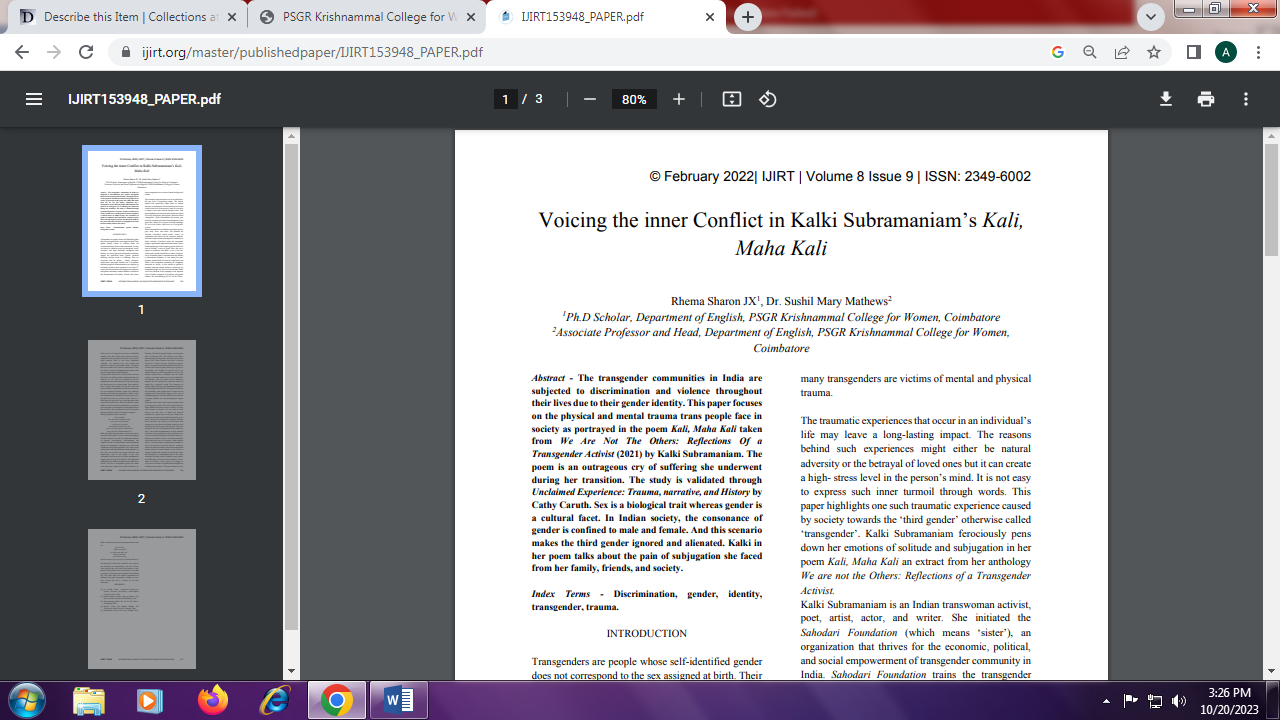 Describe this Item | Collections a
PSGR Krishnammal College for W
IJIRT153948_PAPER.pdf
ijirt.org/master/publishedpaper/IJIRT153948_PAPER.pdf
A
IJIRT153948_PAPER.pdf
1 / 3
80%
1
2
© February 2022| IJIRT | Volume 8 Issue 9 | ISSN: 2349-6002
Voicing the inner Conflict in Kalki Subramaniam's Kali,
Maha Kali
Rhema Sharon JX1, Dr. Sushil Mary Mathews2
1Ph.D Scholar, Department of English, PSGR Krishnammal College for Women, Coimbatore
2Associate Professor and Head, Department of English, PSGR Krishnammal College for Women,
Coimbatore
Abstract - The transgender communities in India are
subjected to discrimination and violence throughout
their lives due to their gender identity. This paper focuses
on the physical and mental trauma trans people face in
society as portrayed in the poem Kali, Maha Kali taken
from We Are Not The Others: Reflections Of a
Transgender Activist (2021) by Kalki Subramaniam. The
poem is an outrageous cry of suffering she underwent
during her transition. The study is validated through
Unclaimed Experience: Trauma, narrative, and History by
Cathy Caruth. Sex is a biological trait whereas gender is
a cultural facet. In Indian society, the consonance of
gender is confined to male and female. And this scenario
makes the third gender ignored and alienated. Kalki in
her poem talks about the pain of subjugation she faced
from her family, friends, and society.
Index Terms - Discrimination, gender, identity,
transgender, trauma.
INTRODUCTION
Transgenders are people whose self-identified gender
does not correspond to the sex assigned at birth. Their
many transgenders are victims of mental and physical
trauma.
The traumatic experiences that occur in an individual's
life may leave a long-lasting impact. The reasons
behind such experiences might either be natural
adversity or the betrayal of loved ones but it can create
a high- stress level in the person's mind. It is not easy
to express such inner turmoil through words. This
paper highlights one such traumatic experience caused
by society towards the 'third gender' otherwise called
'transgender'. Kalki Subramaniam ferociously pens
down her emotions of solitude and subjugation in her
poem Kali, Maha Kali an extract from her anthology
We are not the Others: Reflections of a Transgender
Activist.
Kalki Subramaniam is an Indian transwoman activist,
poet, artist, actor, and writer. She initiated the
Sahodari Foundation (which means 'sister'), an
organization that thrives for the economic, political,
and social empowerment of transgender community in
India. Sahodari Foundation trains the transgender
3:26 PM
10/20/2023